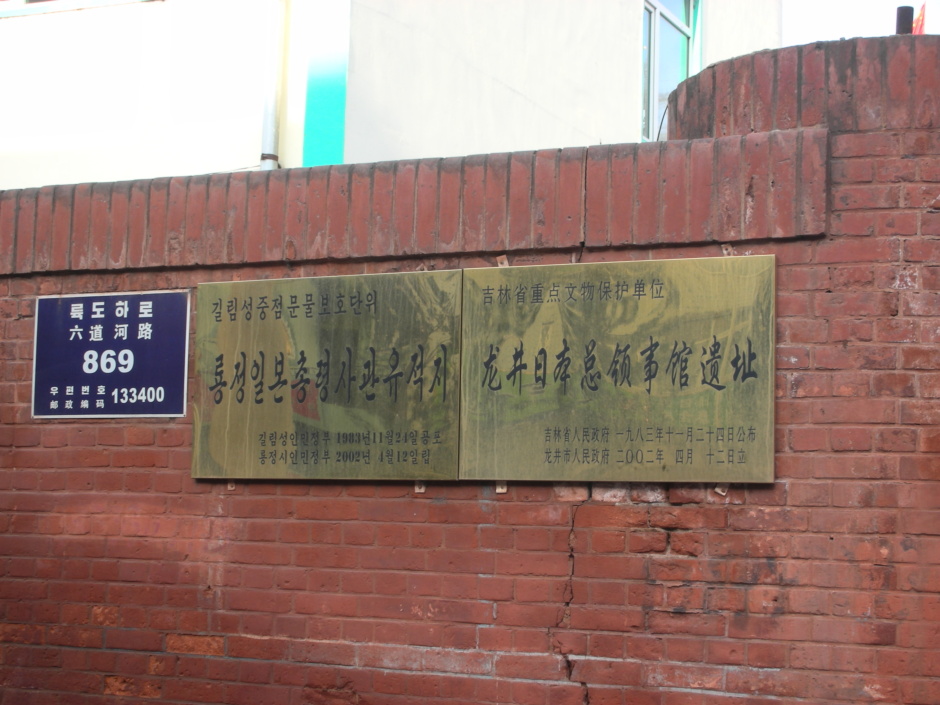 륙도하로
六道河路
869
우편번호
邮政编码 133400
길림성중점문물보호단위
룡정일본총령사관유적지
길림성인민정부 1983년11월24일공포
룡정시인민정부 2002년 4월12일립
吉林省重点文物保护单位
龙井日本总领事馆遗址
吉林省人民政府 一九八三年十一月二十四日公布
龙井市人民政府 二〇〇二年 四月 十二日立